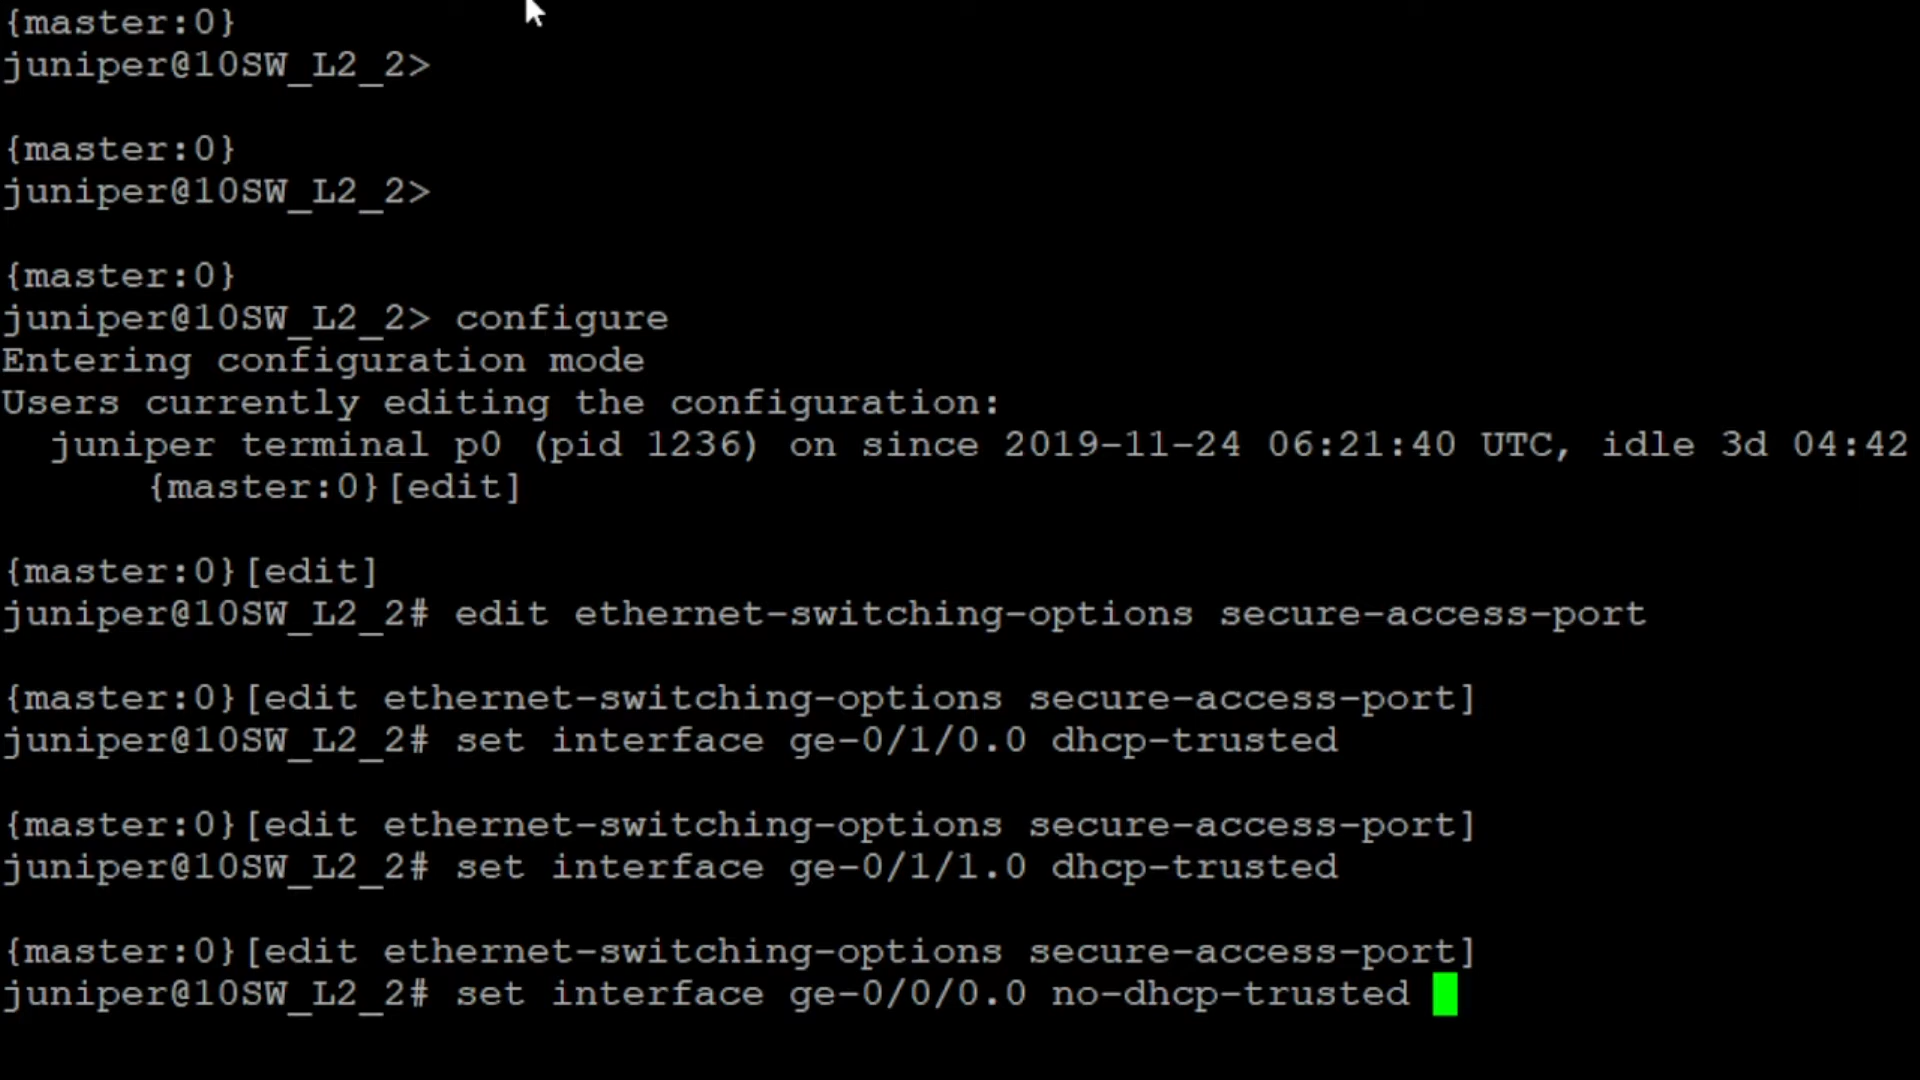 {master:0}
juniper@10SW_L2_2>
{master:0}
juniper@10SW_L2_2>
{master:0}
juniper@10SW_L2_2> configure
Entering configuration mode
Users currently editing the configuration:
  juniper terminal p0 (pid 1236) on since 2019-11-24 06:21:40 UTC, idle 3d 04:42
      {master:0}[edit]
{master:0}[edit]
juniper@10SW_L2_2# edit ethernet-switching-options secure-access-port
{master:0}[edit ethernet-switching-options secure-access-port]
juniper@10SW_L2_2# set interface ge-0/1/0.0 dhcp-trusted
{master:0}[edit ethernet-switching-options secure-access-port]
juniper@10SW_L2_2# set interface ge-0/1/1.0 dhcp-trusted
{master:0}[edit ethernet-switching-options secure-access-port]
juniper@10SW_L2_2# set interface ge-0/0/0.0 no-dhcp-trusted